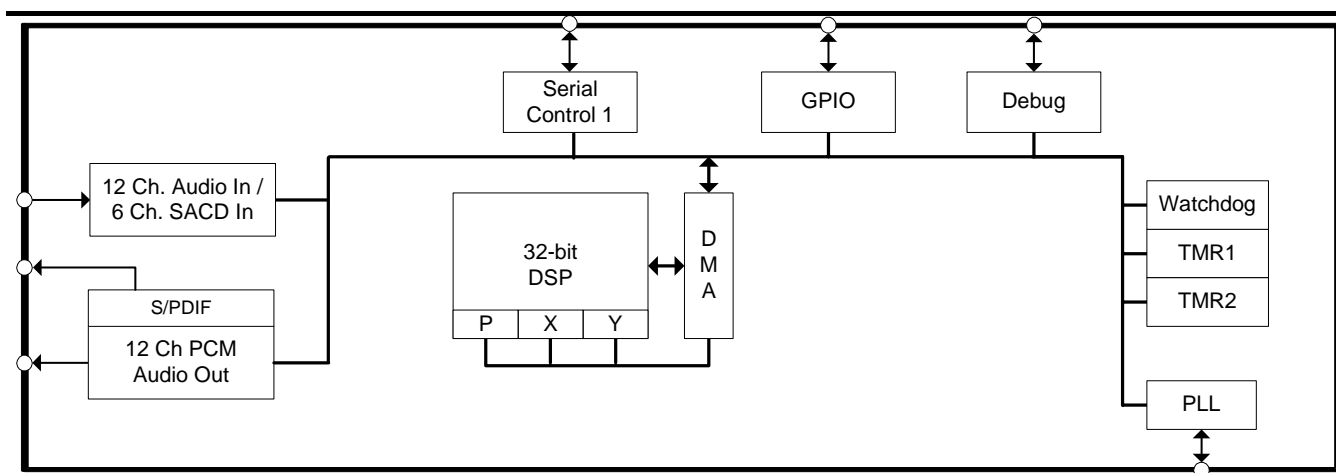 Serial
Control 1
GPIO
Debug
12 Ch. Audio In /
6 Ch. SACD In
32-bit
DSP
D
M
A
P X Y
S/PDIF
12 Ch PCM
Audio Out
Watchdog
TMR1
TMR2
PLL